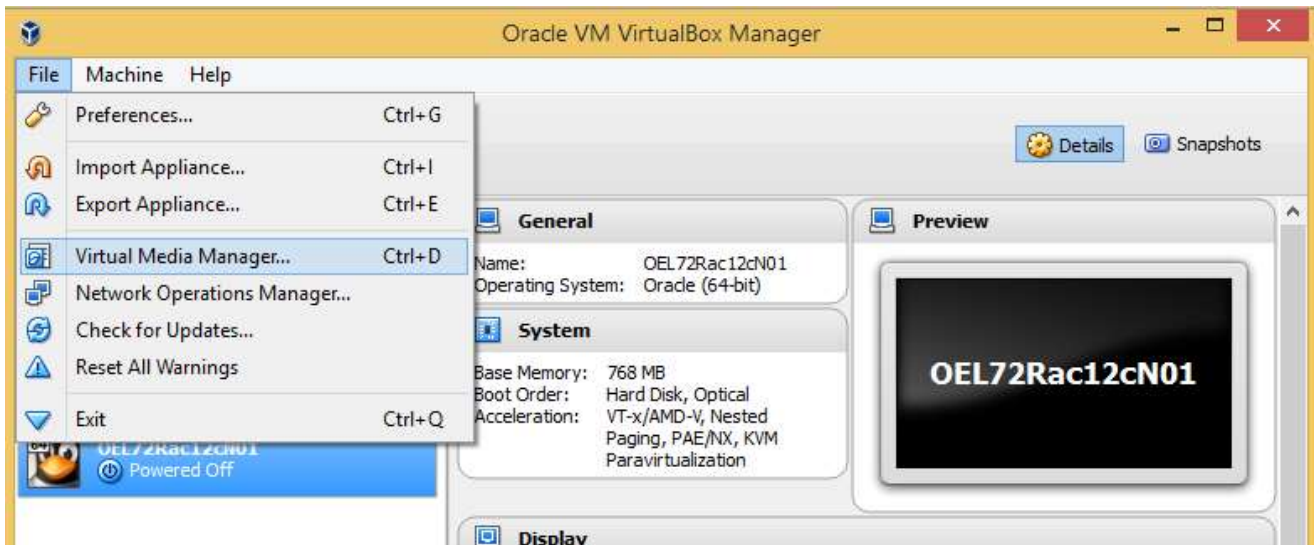 Oracle VM VirtualBox Manager
File Machine Help
Preferences... Ctrl+G
Import Appliance... Ctrl+I
Export Appliance... Ctrl+E
Virtual Media Manager... Ctrl+D
Network Operations Manager...
Check for Updates...
Reset All Warnings
Exit Ctrl+Q
64
OEL72Rac12cN01
Powered Off
Details Snapshots
General
Name: OEL72Rac12cN01
Operating System: Oracle (64-bit)
System
Base Memory: 768 MB
Boot Order: Hard Disk, Optical
Acceleration: VT-x/AMD-V, Nested
Paging, PAE/NX, KVM
Paravirtualization
Preview
OEL72Rac12cN01
Display